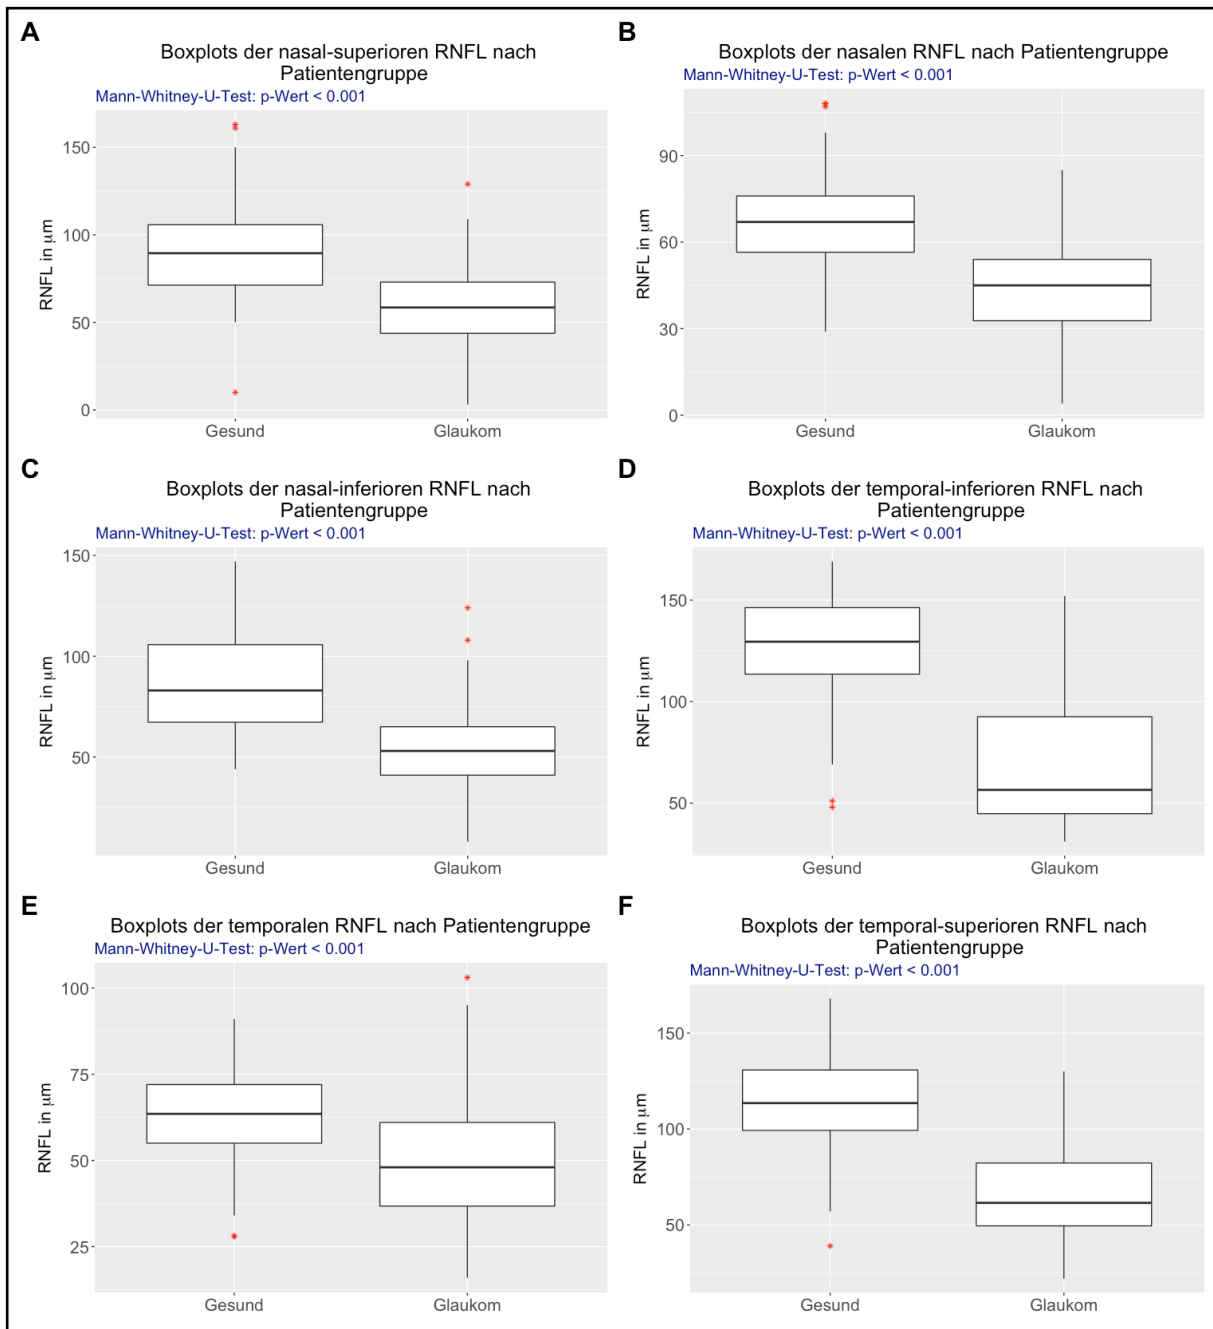 A
Boxplots der nasal-superioren RNFL nach
Patientengruppe
Mann-Whitney-U-Test: p-Wert < 0.001
RNFL in μm
150
100
50
0
Gesund
Glaukom
B
Boxplots der nasalen RNFL nach Patientengruppe
Mann-Whitney-U-Test: p-Wert < 0.001
RNFL in μm
90
60
30
0
Gesund
Glaukom
C
Boxplots der nasal-inferioren RNFL nach
Patientengruppe
Mann-Whitney-U-Test: p-Wert < 0.001
RNFL in μm
150
100
50
Gesund
Glaukom
D
Boxplots der temporal-inferioren RNFL nach
Patientengruppe
Mann-Whitney-U-Test: p-Wert < 0.001
RNFL in μm
150
100
50
Gesund
Glaukom
E
Boxplots der temporalen RNFL nach Patientengruppe
Mann-Whitney-U-Test: p-Wert < 0.001
RNFL in μm
100
75
50
25
Gesund
Glaukom
F
Boxplots der temporal-superioren RNFL nach
Patientengruppe
Mann-Whitney-U-Test: p-Wert < 0.001
RNFL in μm
150
100
50
Gesund
Glaukom